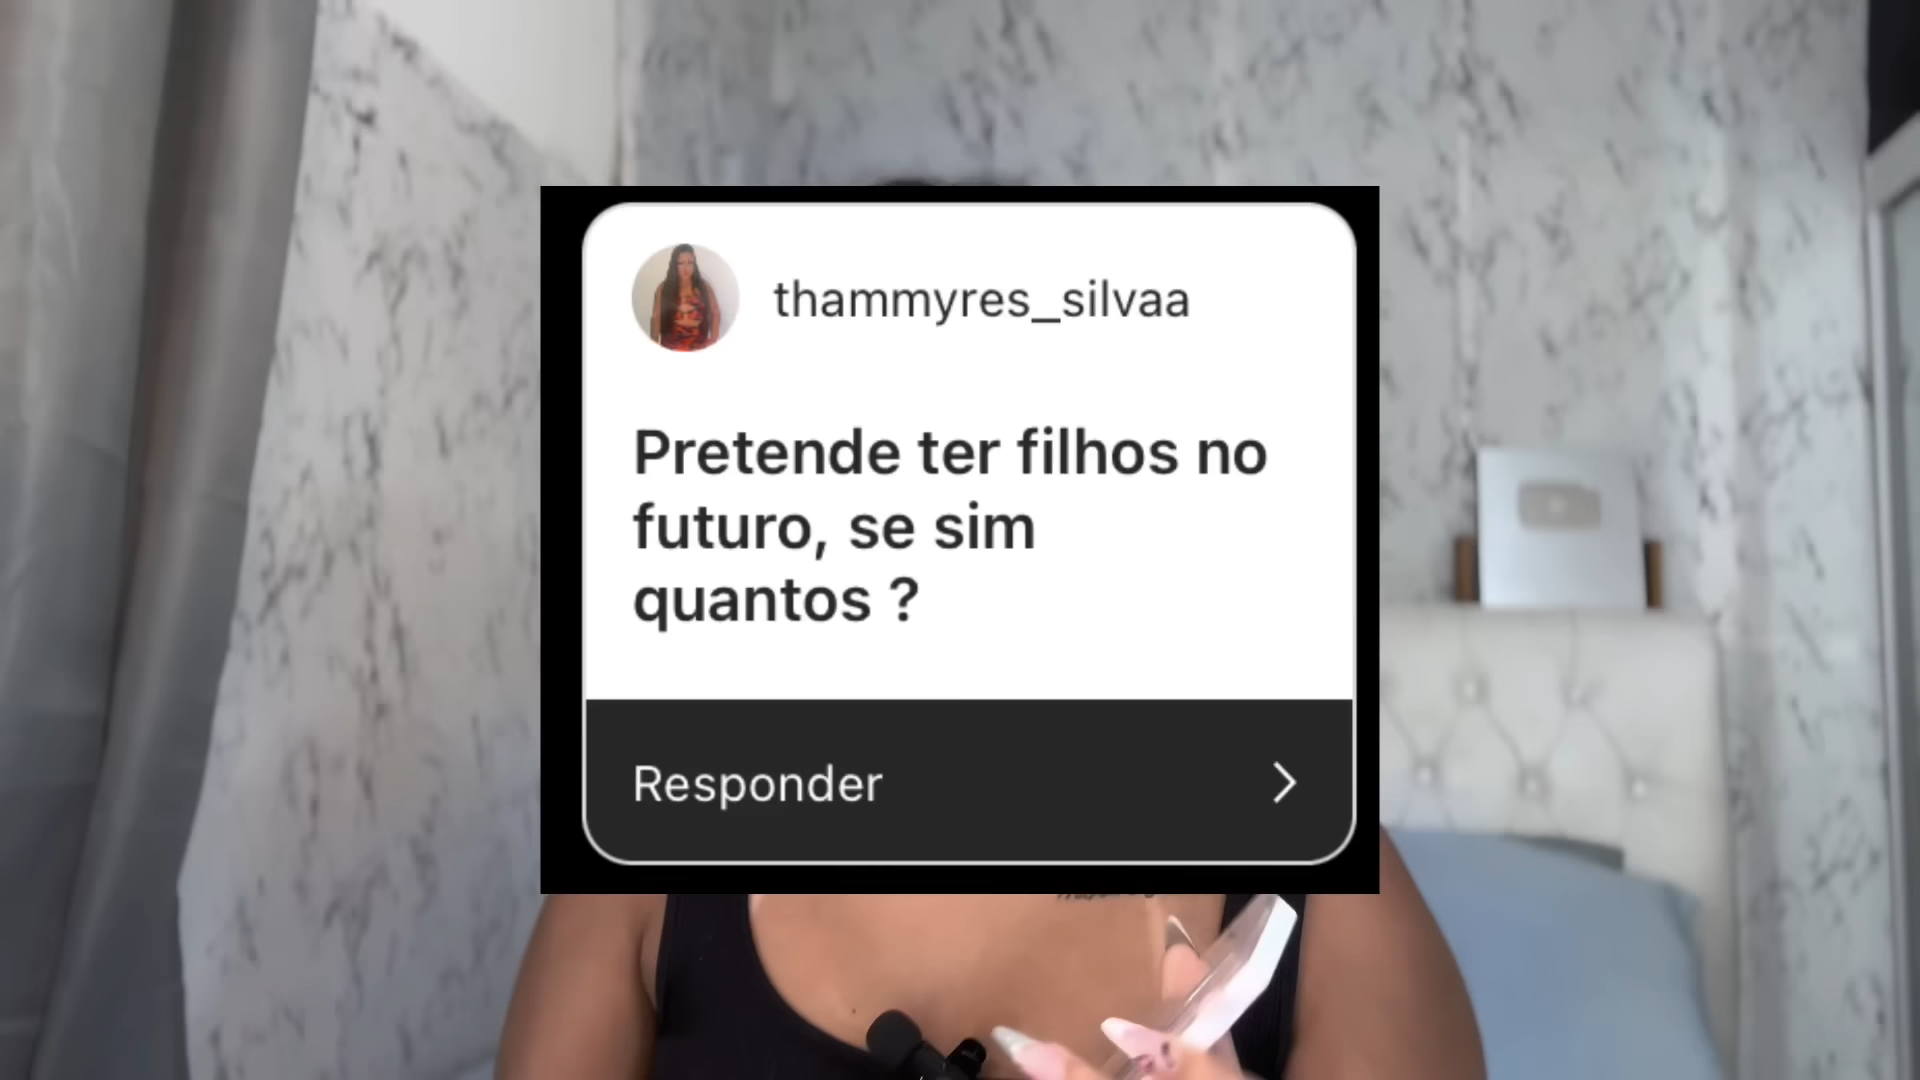 thammyres_silvaa
Pretende ter filhos no
futuro, se sim
quantos ?
Responder